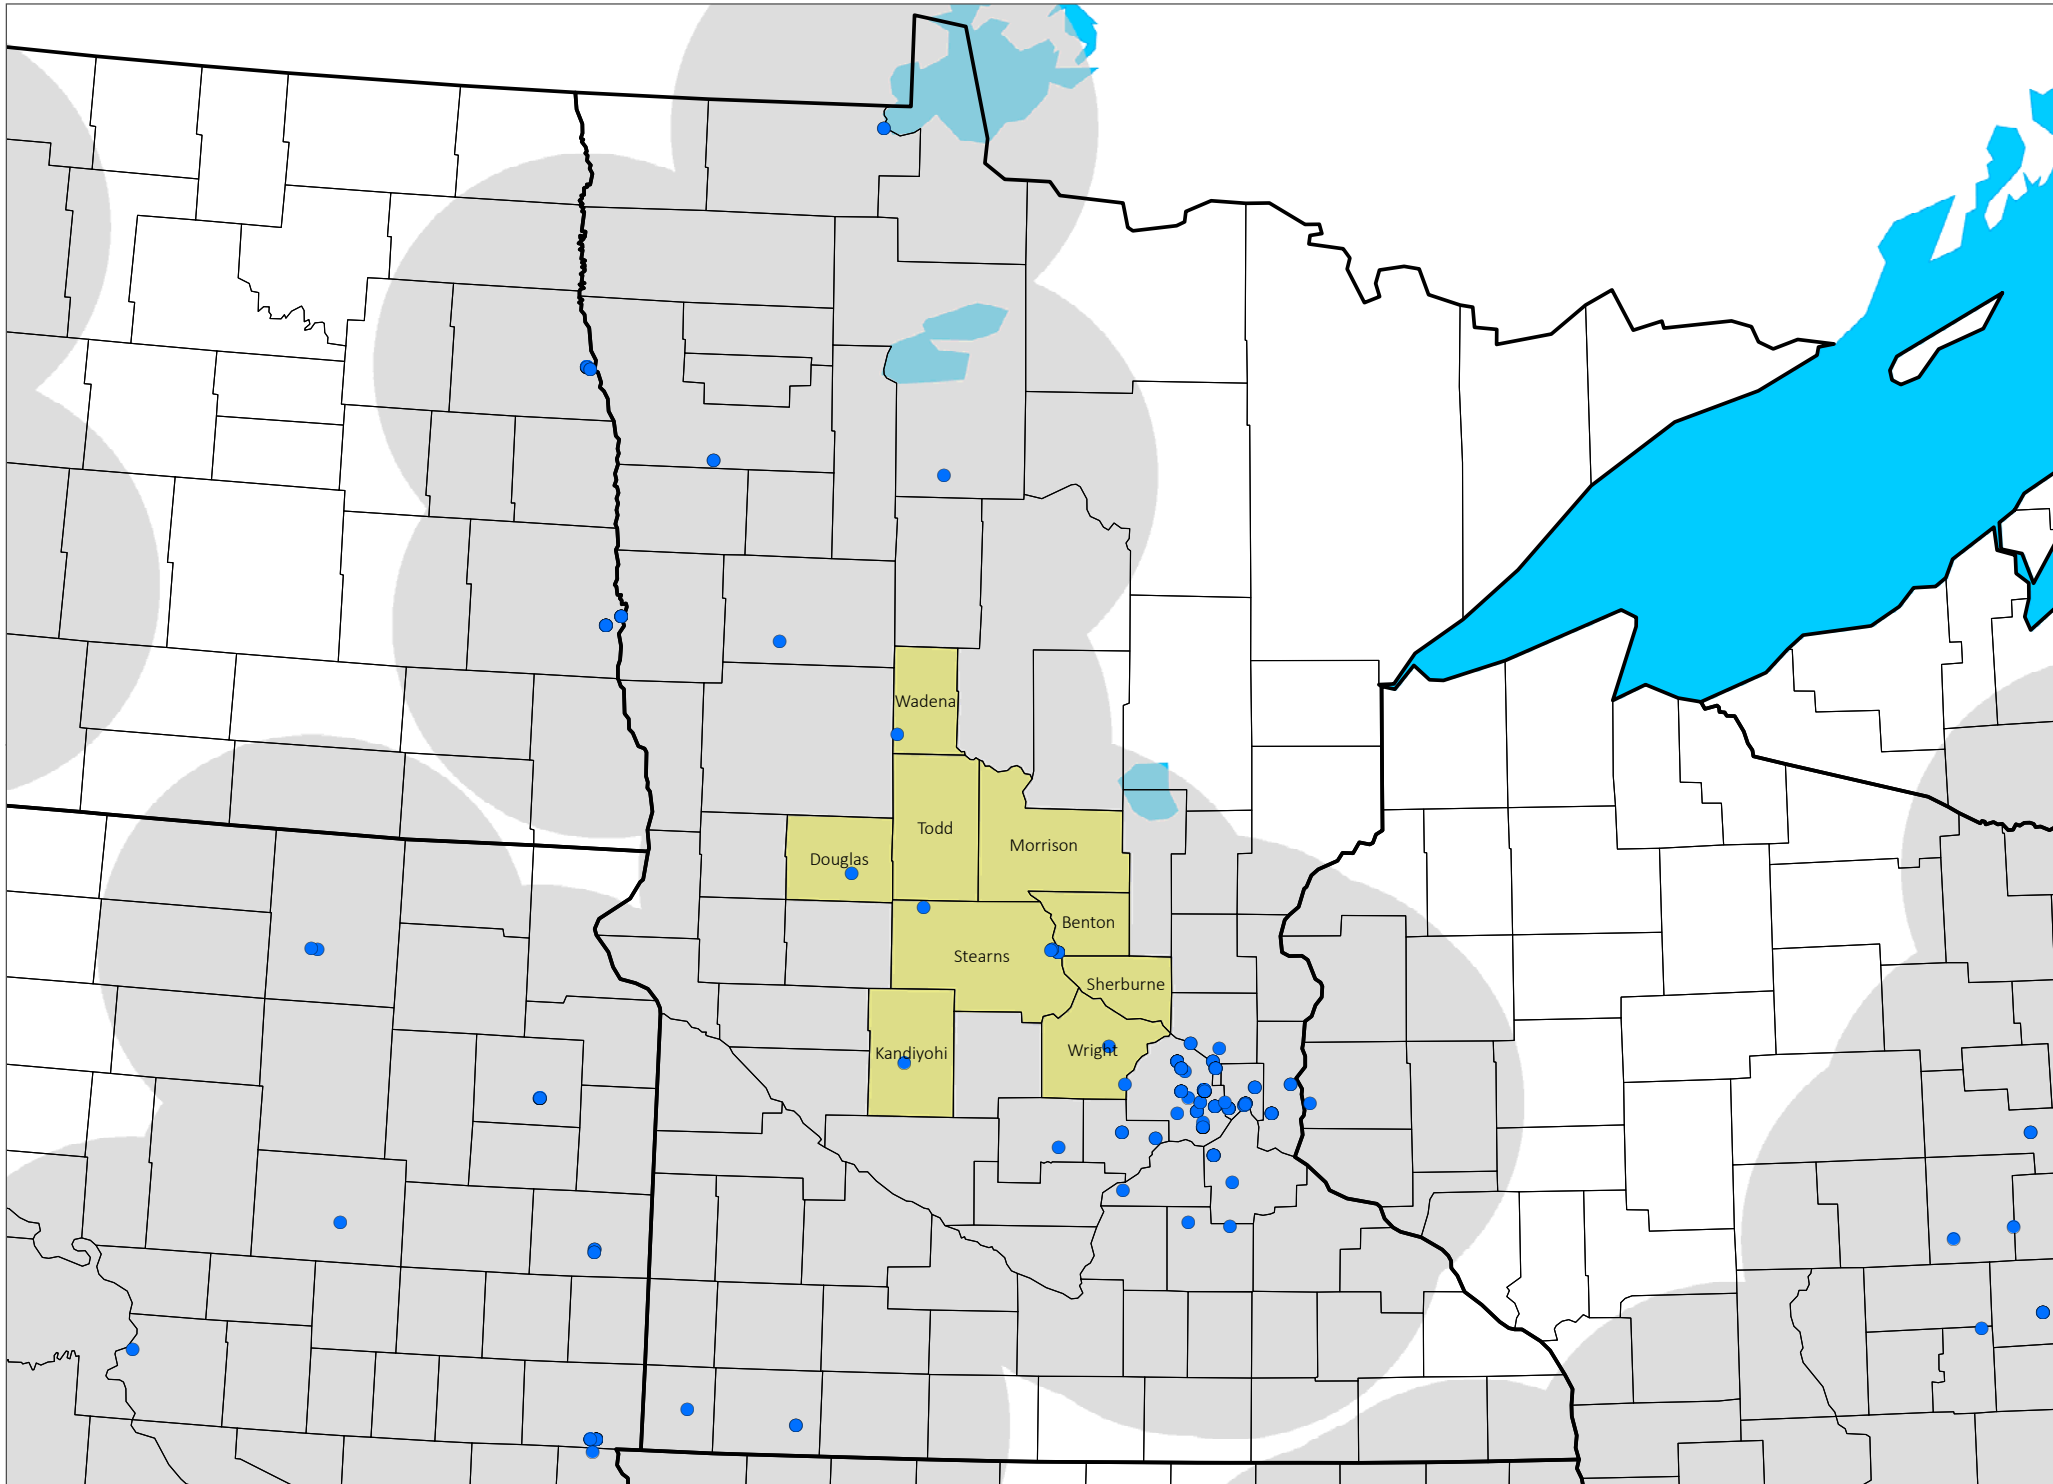 Wadena
Todd
Morrison
Douglas
Benton
Stearns
Sherburne
Kandiyohi
Wright